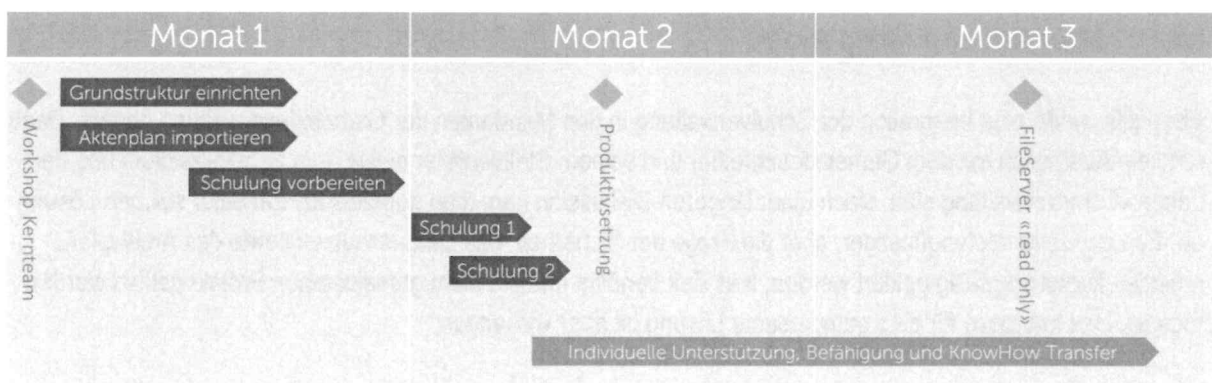 Monat 1
Monat 2
Monat 3
Workshop Kernteam
Grundstruktur einrichten
Aktenplan importieren
Schulung vorbereiten
Schulung 1
Schulung 2
Produktivsetzung
FileServer «read only»
Individuelle Unterstützung, Befähigung und KnowHow Transfer